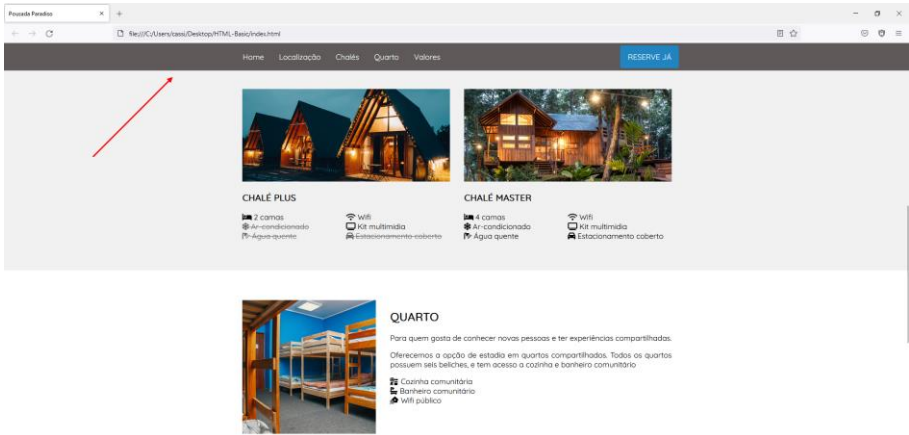 Pousada Paradiso
file:///C:/Users/cassi/Desktop/HTML-Basic/index.html
Home Localização Chalés Quarto Valores RESERVE JÁ
CHALÉ PLUS
2 camas
Ar-condicionado
Água quente
Wifi
Kit multimidia
Estacionamento coberto
CHALÉ MASTER
4 camas
Ar-condicionado
Água quente
Wifi
Kit multimidia
Estacionamento coberto
QUARTO
Para quem gosta de conhecer novas pessoas e ter experiências compartilhadas.
Oferecemos a opção de estadia em quartos compartilhados. Todos os quartos
possuem seis beliches, e tem acesso a cozinha e banheiro comunitário
Cozinha comunitária
Banheiro comunitário
Wifi público